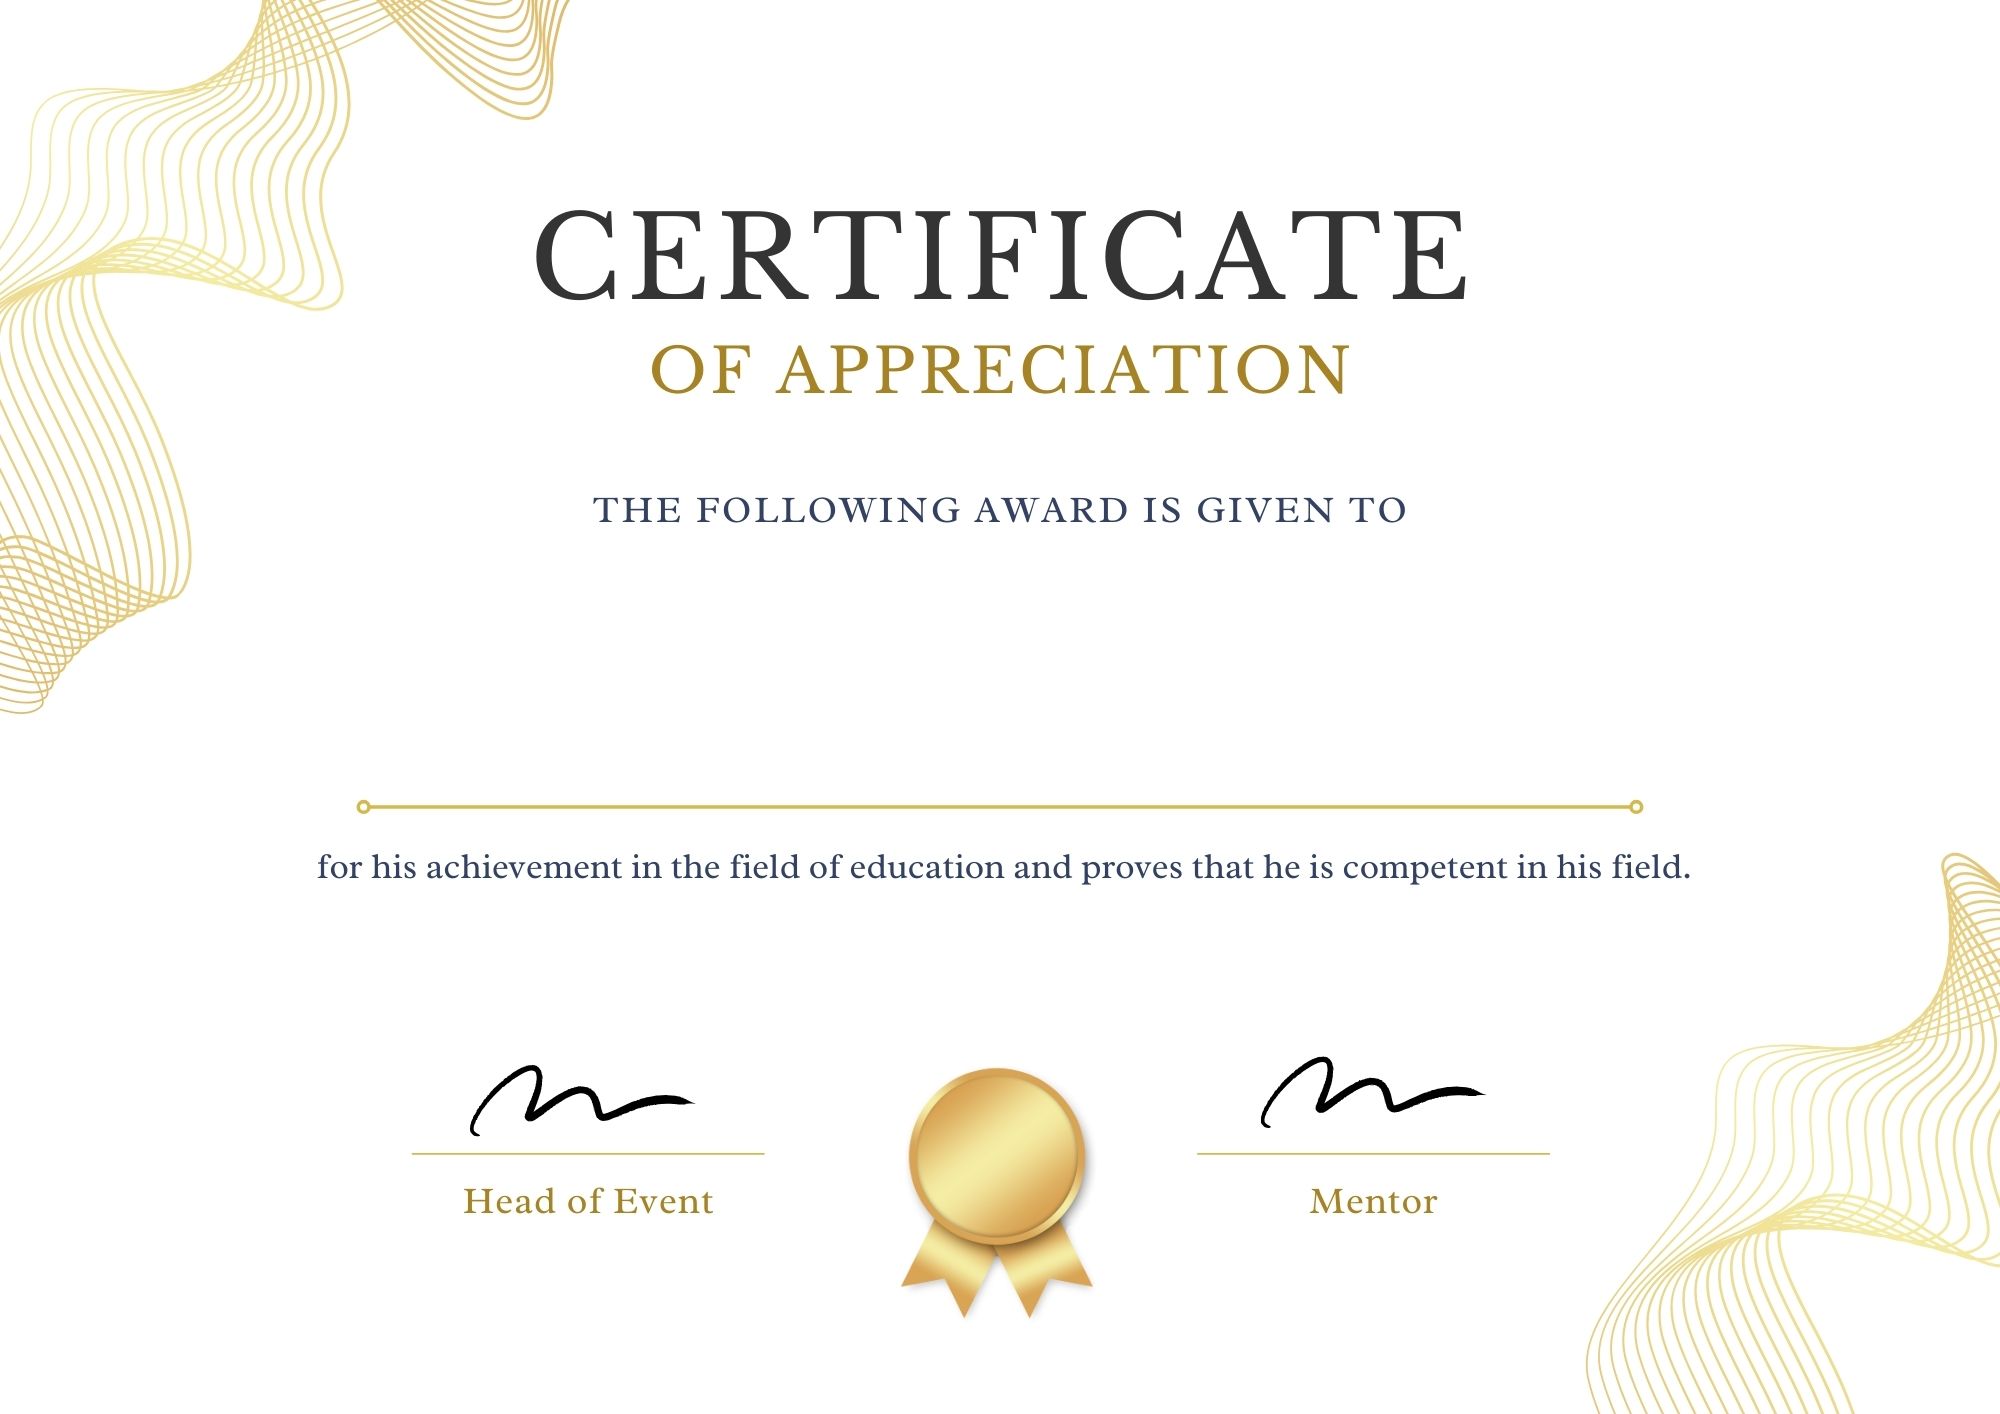 CERTIFICATE
OF APPRECIATION
THE FOLLOWING AWARD IS GIVEN TO
for his achievement in the field of education and proves that he is competent in his field.
Head of Event
Mentor